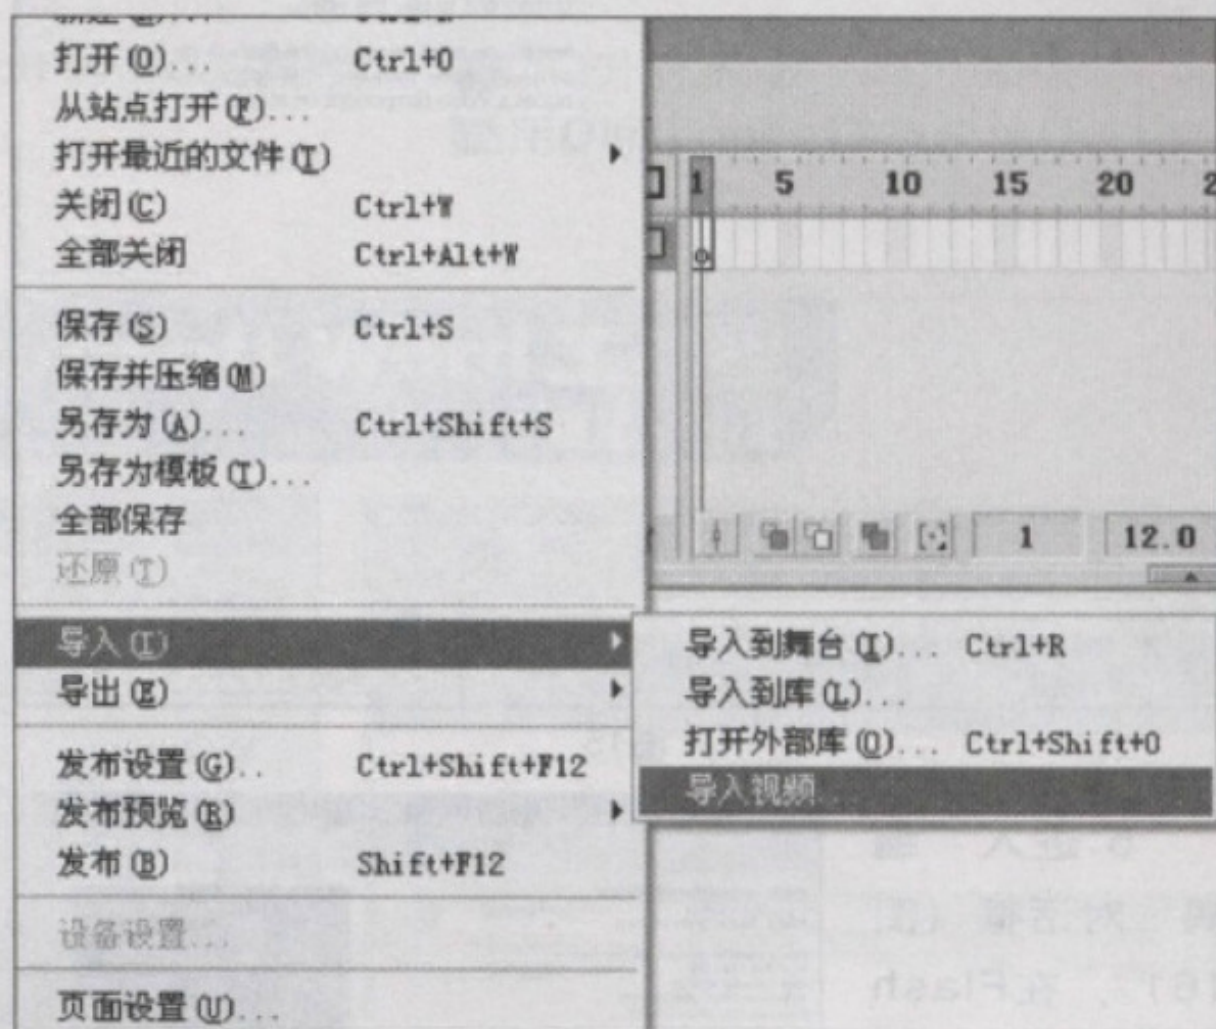 打开(O)... Ctrl+O
从站点打开(F)...
打开最近的文件(T)
关闭(C) Ctrl+W
全部关闭 Ctrl+Alt+W
保存(S) Ctrl+S
保存并压缩(M)
另存为(A)... Ctrl+Shift+S
另存为模板(T)...
全部保存
还原(T)
导入(I)
导出(E)
发布设置(G).. Ctrl+Shift+F12
发布预览(R)
发布(B) Shift+F12
设备设置...
页面设置(U)...
1 5 10 15 20
1 12.0
导入到舞台(I)... Ctrl+R
导入到库(L)...
打开外部库(O)... Ctrl+Shift+O
导入视频...